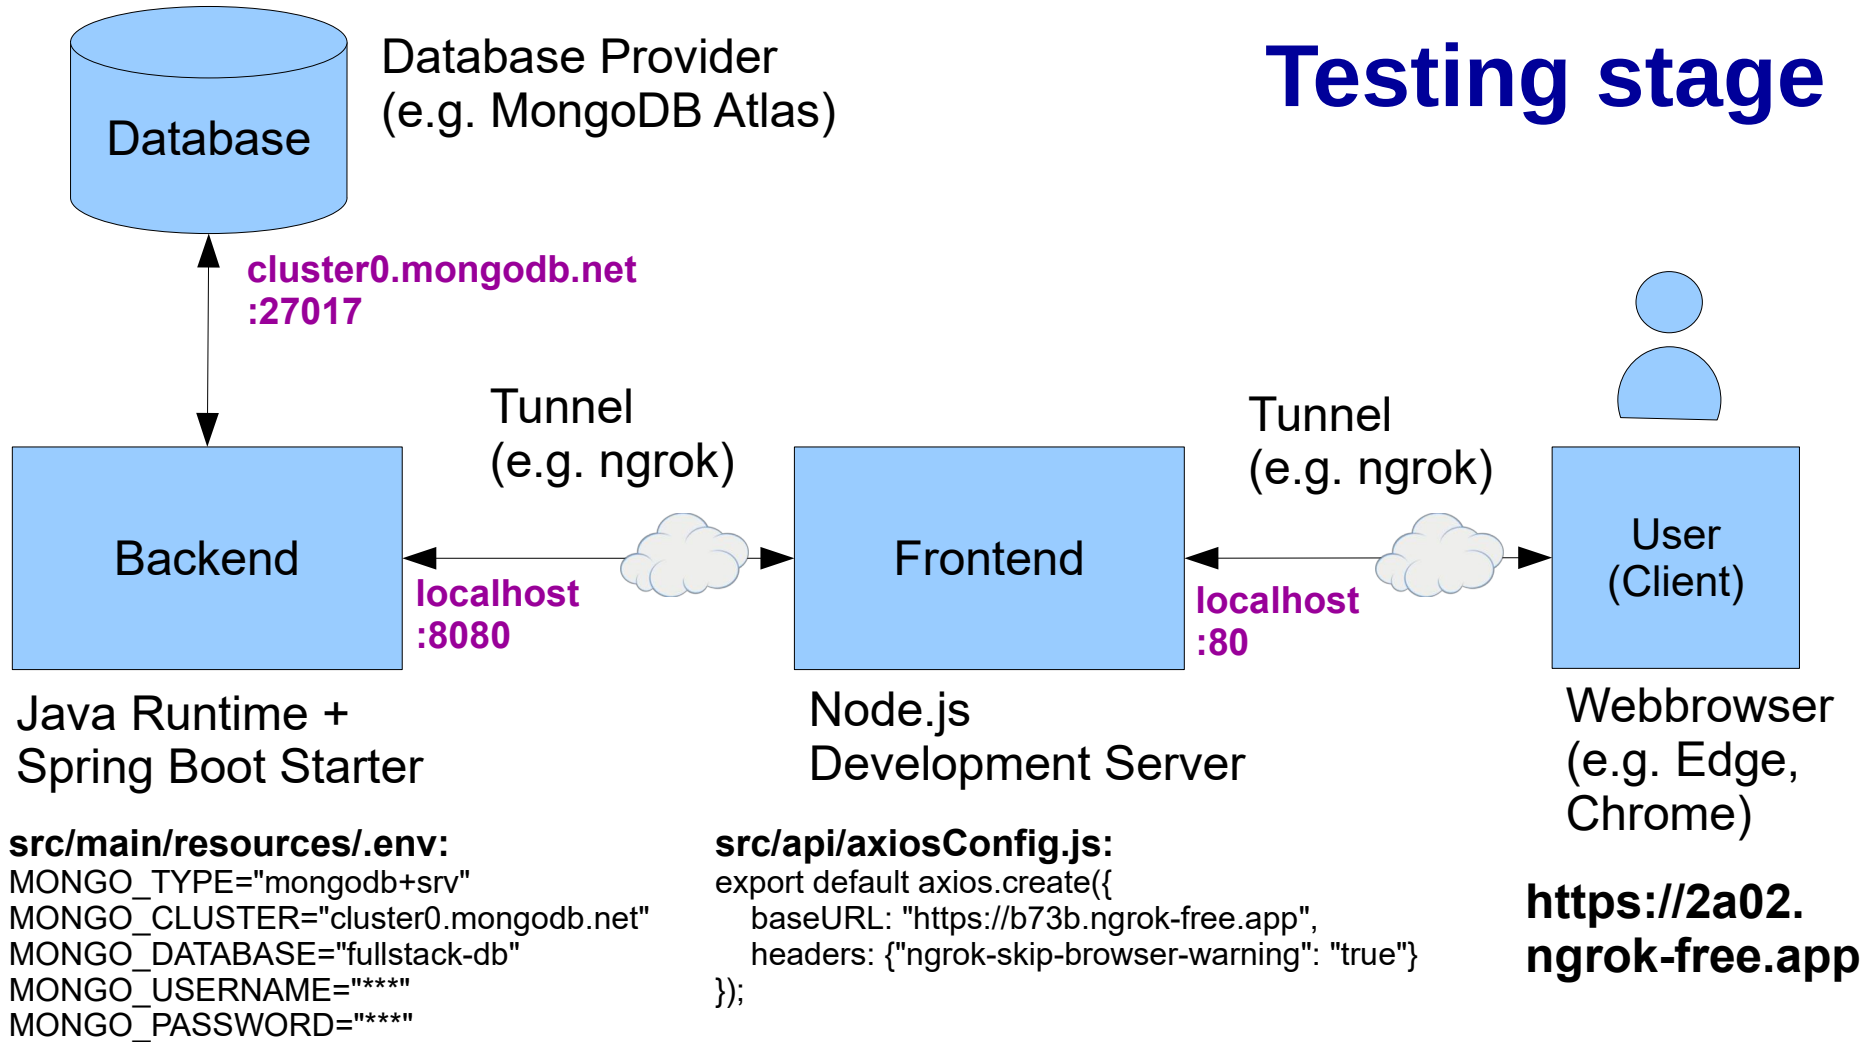 Testing stage
Database Provider
(e.g. MongoDB Atlas)
Database
cluster0.mongodb.net
:27017
Tunnel
(e.g. ngrok)
Tunnel
(e.g. ngrok)
Backend
localhost
:8080
Frontend
localhost
:80
User
(Client)
Java Runtime +
Spring Boot Starter
Node.js
Development Server
Webbrowser
(e.g. Edge,
Chrome)
src/main/resources/.env:
MONGO_TYPE="mongodb+srv"
MONGO_CLUSTER="cluster0.mongodb.net"
MONGO_DATABASE="fullstack-db"
MONGO_USERNAME="***"
MONGO_PASSWORD="***"
src/api/axiosConfig.js:
export default axios.create({
baseURL: "https://b73b.ngrok-free.app",
headers: {"ngrok-skip-browser-warning": "true"}
});
https://2a02.
ngrok-free.app